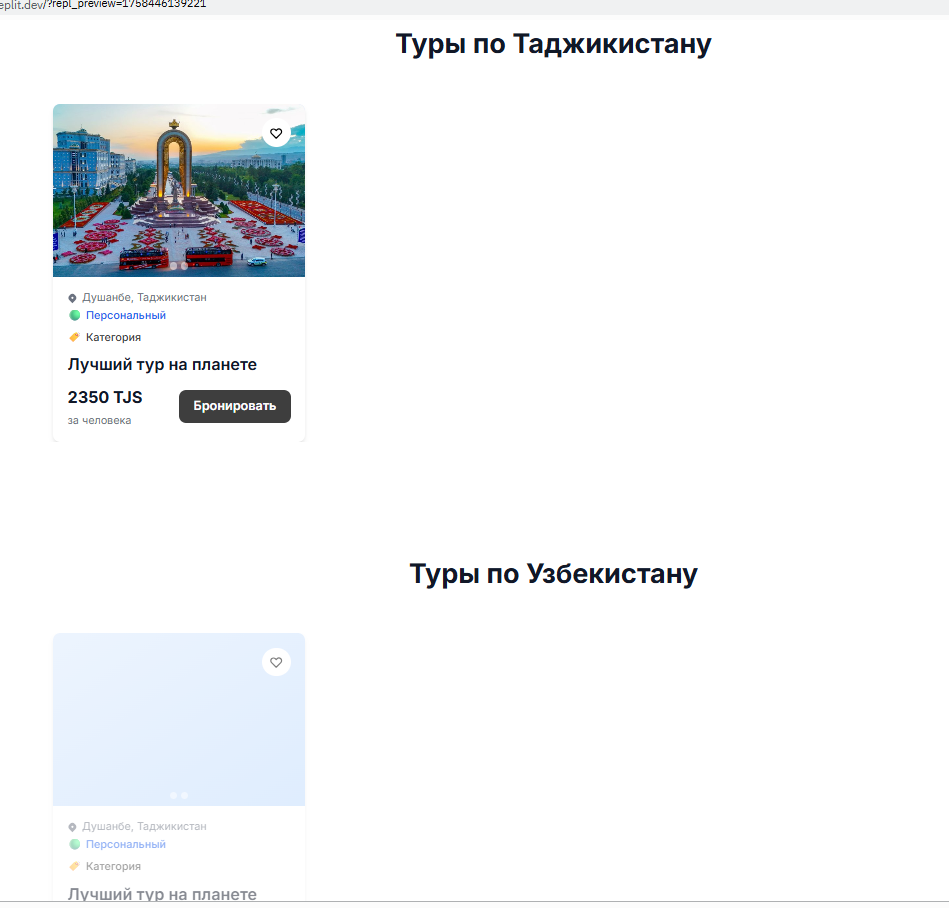 eplit.dev/?repl_preview=1758446139221
Туры по Таджикистану
Душанбе, Таджикистан
Персональный
Категория
Лучший тур на планете
2350 TJS
за человека
Бронировать
Туры по Узбекистану
Душанбе, Таджикистан
Персональный
Категория
Лучший тур на планете